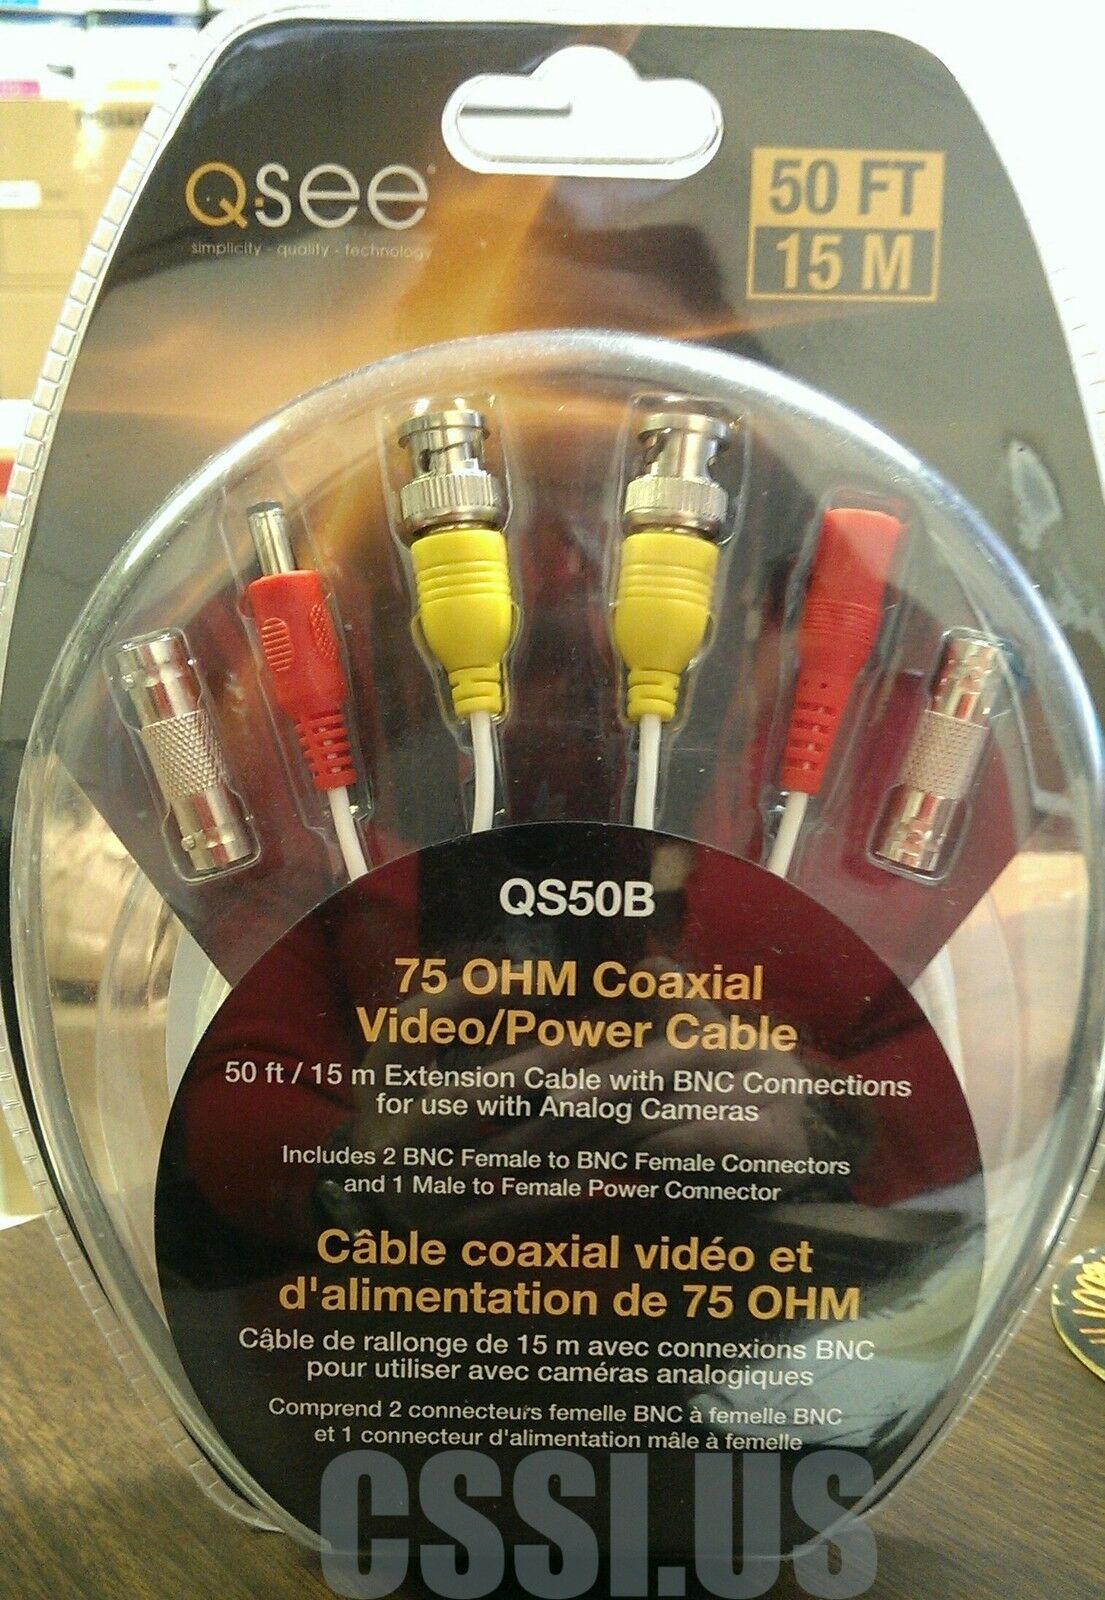 Q-See®
simplicity - quality - technology
50 FT
15 M
QS50B
75 OHM Coaxial
Video/Power Cable
50 ft / 15 m Extension Cable with BNC Connections
for use with Analog Cameras
Includes 2 BNC Female to BNC Female Connectors
and 1 Male to Female Power Connector
Câble coaxial vidéo et
d'alimentation de 75 OHM
Câble de rallonge de 15 m avec connexions BNC
pour utiliser avec caméras analogiques
Comprend 2 connecteurs femelle BNC à femelle BNC
et 1 connecteur d'alimentation mâle à femelle
CSSI.US